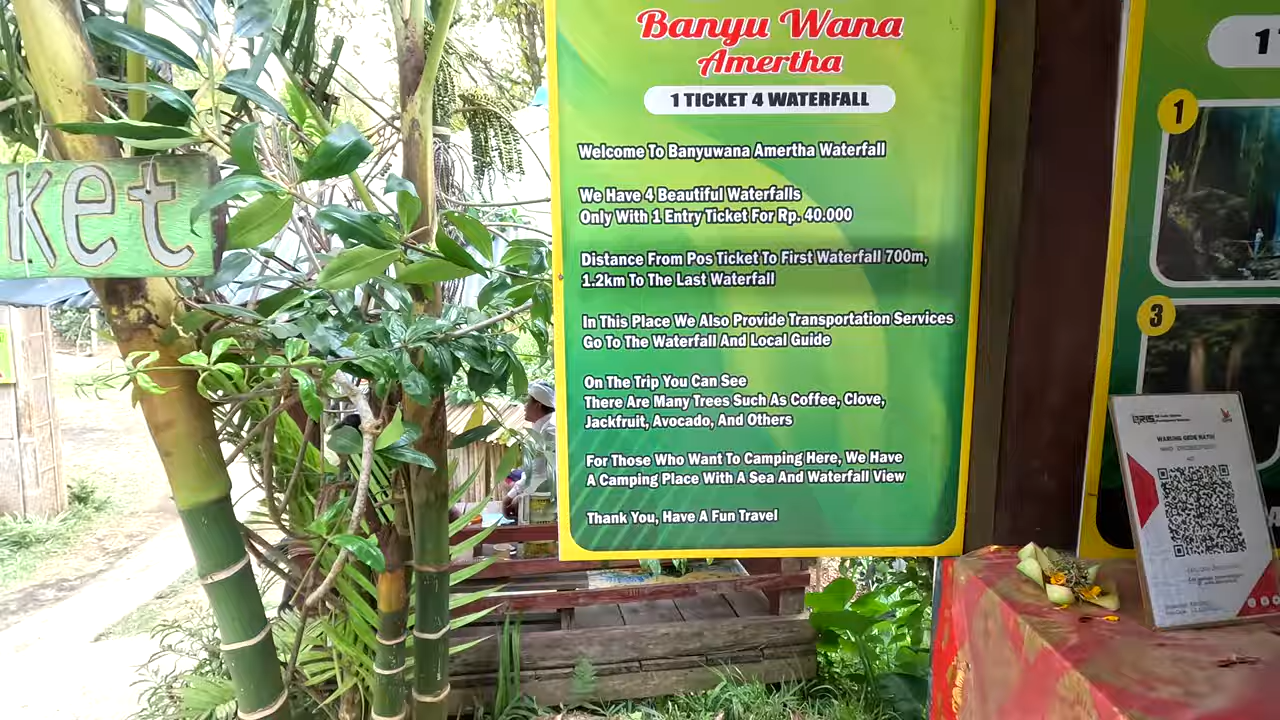 ket
Banyu Wana
Amertha
1 TICKET 4 WATERFALL
Welcome To Banyuwana Amertha Waterfall
We Have 4 Beautiful Waterfalls
Only With 1 Entry Ticket For Rp. 40.000
Distance From Pos Ticket To First Waterfall 700m,
1.2km To The Last Waterfall
In This Place We Also Provide Transportation Services
Go To The Waterfall And Local Guide
On The Trip You Can See
There Are Many Trees Such As Coffee, Clove,
Jackfruit, Avocado, And Others
For Those Who Want To Camping Here, We Have
A Camping Place With A Sea And Waterfall View
Thank You, Have A Fun Travel
1
1
3
QRIS